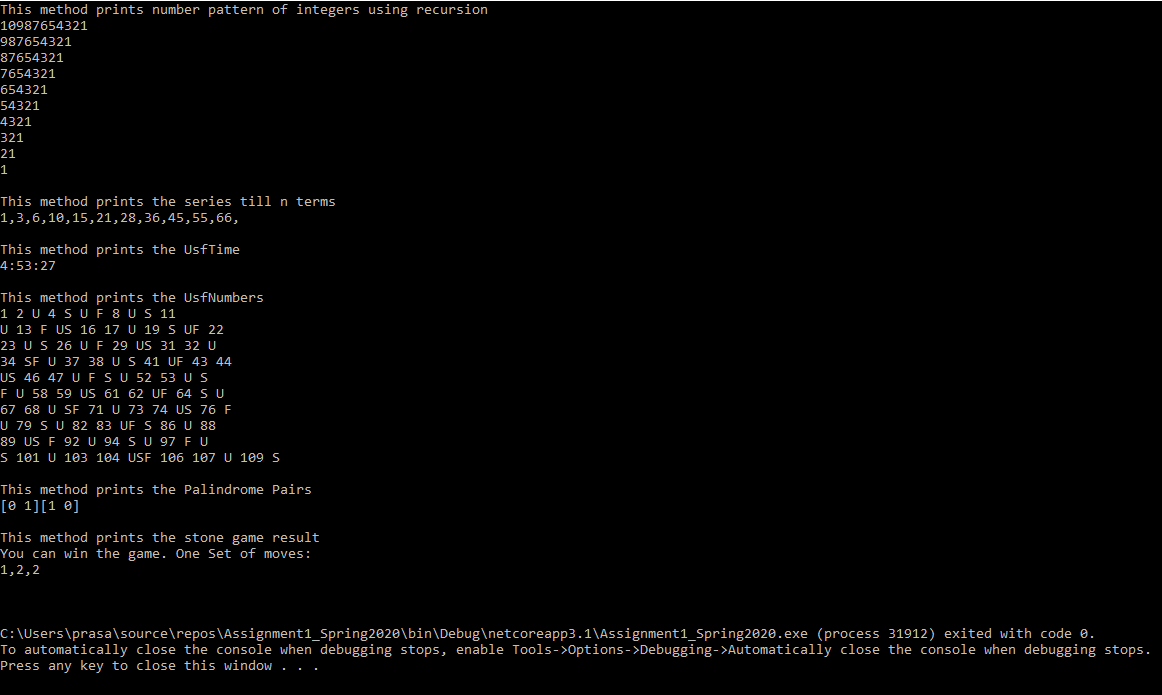 This method prints number pattern of integers using recursion
10987654321
987654321
87654321
7654321
654321
54321
4321
321
21
1
This method prints the series till n terms
1,3,6,10,15,21,28,36,45,55,66,
This method prints the UsfTime
4:53:27
This method prints the UsfNumbers
1 2 U 4 S U F 8 U S 11
U 13 F US 16 17 U 19 S UF 22
23 U S 26 U F 29 US 31 32 U
34 SF U 37 38 U S 41 UF 43 44
US 46 47 U F S U 52 53 U S
F U 58 59 US 61 62 UF 64 S U
67 68 U SF 71 U 73 74 US 76 F
U 79 S U 82 83 UF S 86 U 88
89 US F 92 U 94 S U 97 F U
S 101 U 103 104 USF 106 107 U 109 S
This method prints the Palindrome Pairs
[0 1][1 0]
This method prints the stone game result
You can win the game. One Set of moves:
1,2,2
C:\Users\prasa\source\repos\Assignment1_Spring2020\bin\Debug\netcoreapp3.1\Assignment1_Spring2020.exe (process 31912) exited with code 0.
To automatically close the console when debugging stops, enable Tools->Options->Debugging->Automatically close the console when debugging stops.
Press any key to close this window . . .